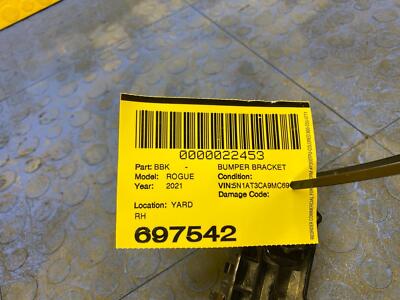 0000022453
Part: BBK - BUMPER BRACKET
Model: ROGUE Condition:
Year: 2021 VIN:5N1AT3CA9MC69
Damage Code:
Location: YARD
RH
697542